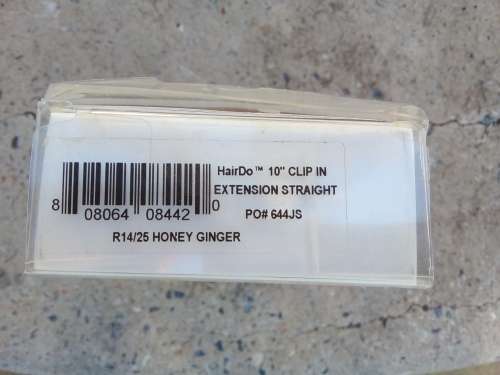 HairDo™ 10" CLIP IN
EXTENSION STRAIGHT
PO# 644JS
8 08064 08442 0
R14/25 HONEY GINGER